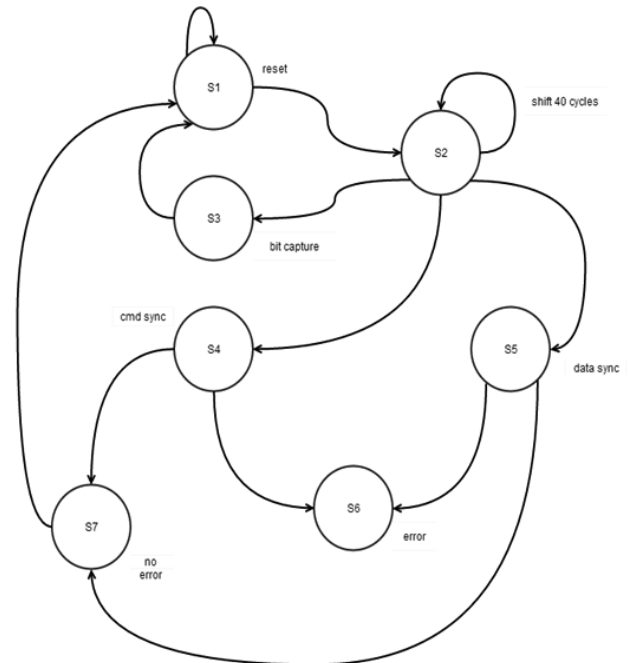 S1
reset
shift 40 cycles
S2
S3
bit capture
cmd sync
S4
S5
data sync
S6
error
S7
no
error